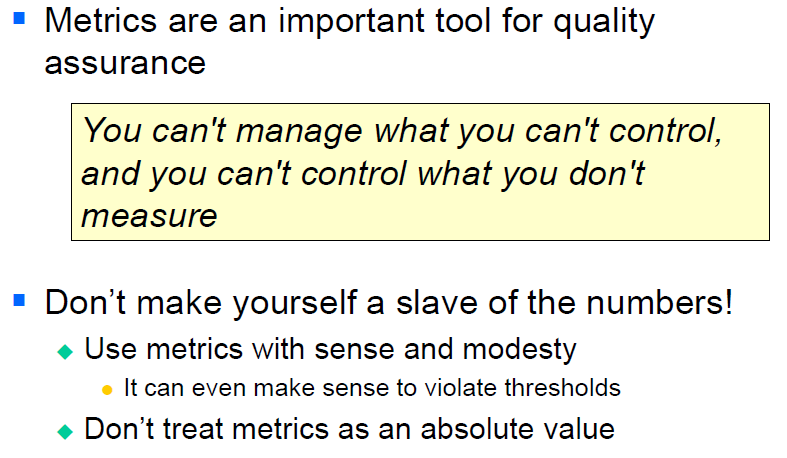 Metrics are an important tool for quality
assurance
You can't manage what you can't control,
and you can't control what you don't
measure
Don’t make yourself a slave of the numbers!
Use metrics with sense and modesty
It can even make sense to violate thresholds
Don’t treat metrics as an absolute value